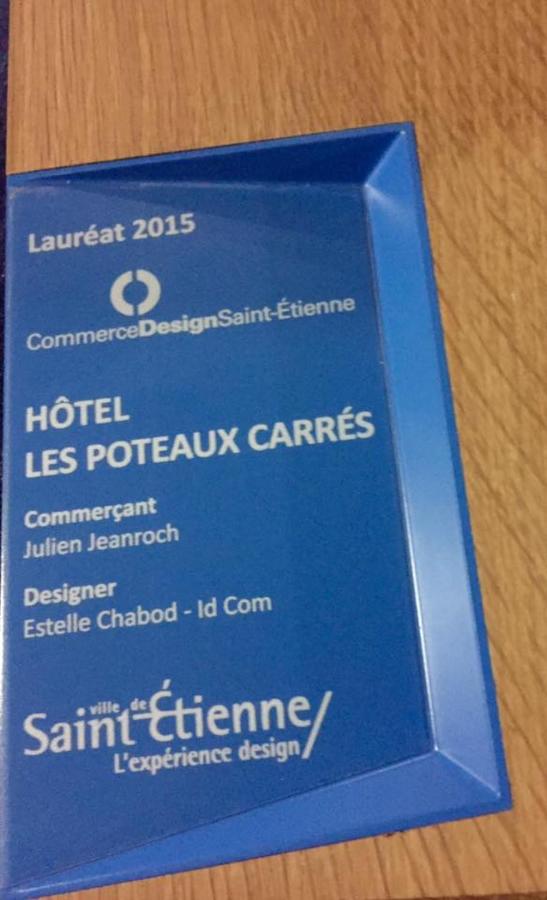 Lauréat 2015
CommerceDesignSaint-Étienne
HÔTEL
LES POTEAUX CARRÉS
Commerçant
Julien Jeanroch
Designer
Estelle Chabod - Id Com
ville de
Saint-Étienne
L'expérience design